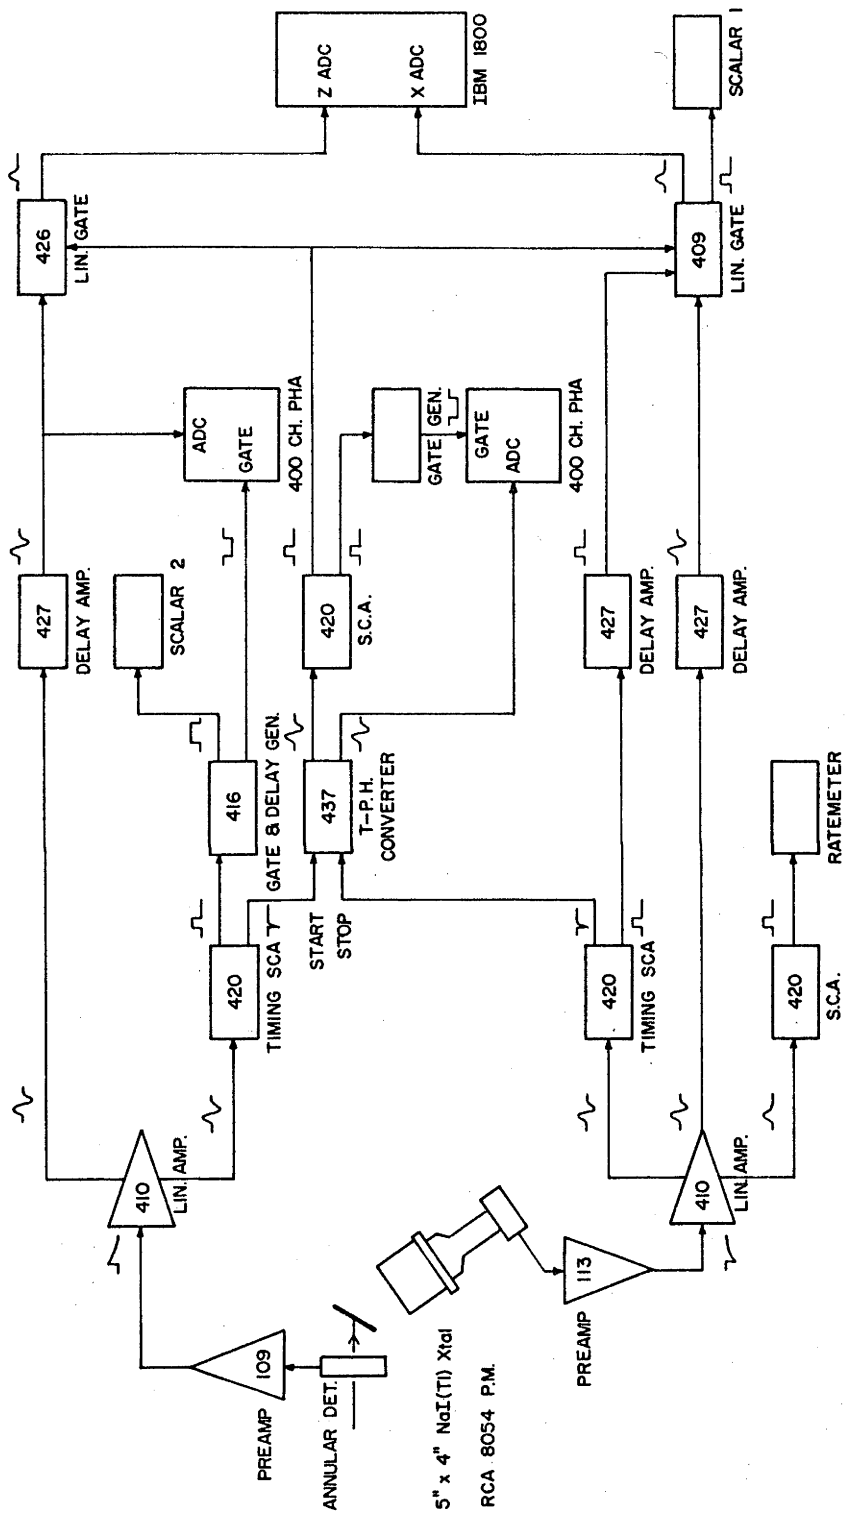 PREAMP
109
ANNULAR DET.
5" x 4" NaI(Tl) Xtal
RCA 8054 P.M.
PREAMP
113
410
LIN. AMP.
410
LIN. AMP.
420
TIMING SCA
420
TIMING SCA
420
S.C.A.
START
STOP
416
GATE & DELAY GEN.
437
T-P.H.
CONVERTER
RATEMETER
427
DELAY AMP.
SCALAR 2
420
S.C.A.
427
DELAY AMP.
427
DELAY AMP.
ADC
GATE
400 CH. PHA
GATE GEN.
GATE
ADC
400 CH. PHA
426
LIN. GATE
409
LIN. GATE
Z ADC
X ADC
IBM 1800
SCALAR 1